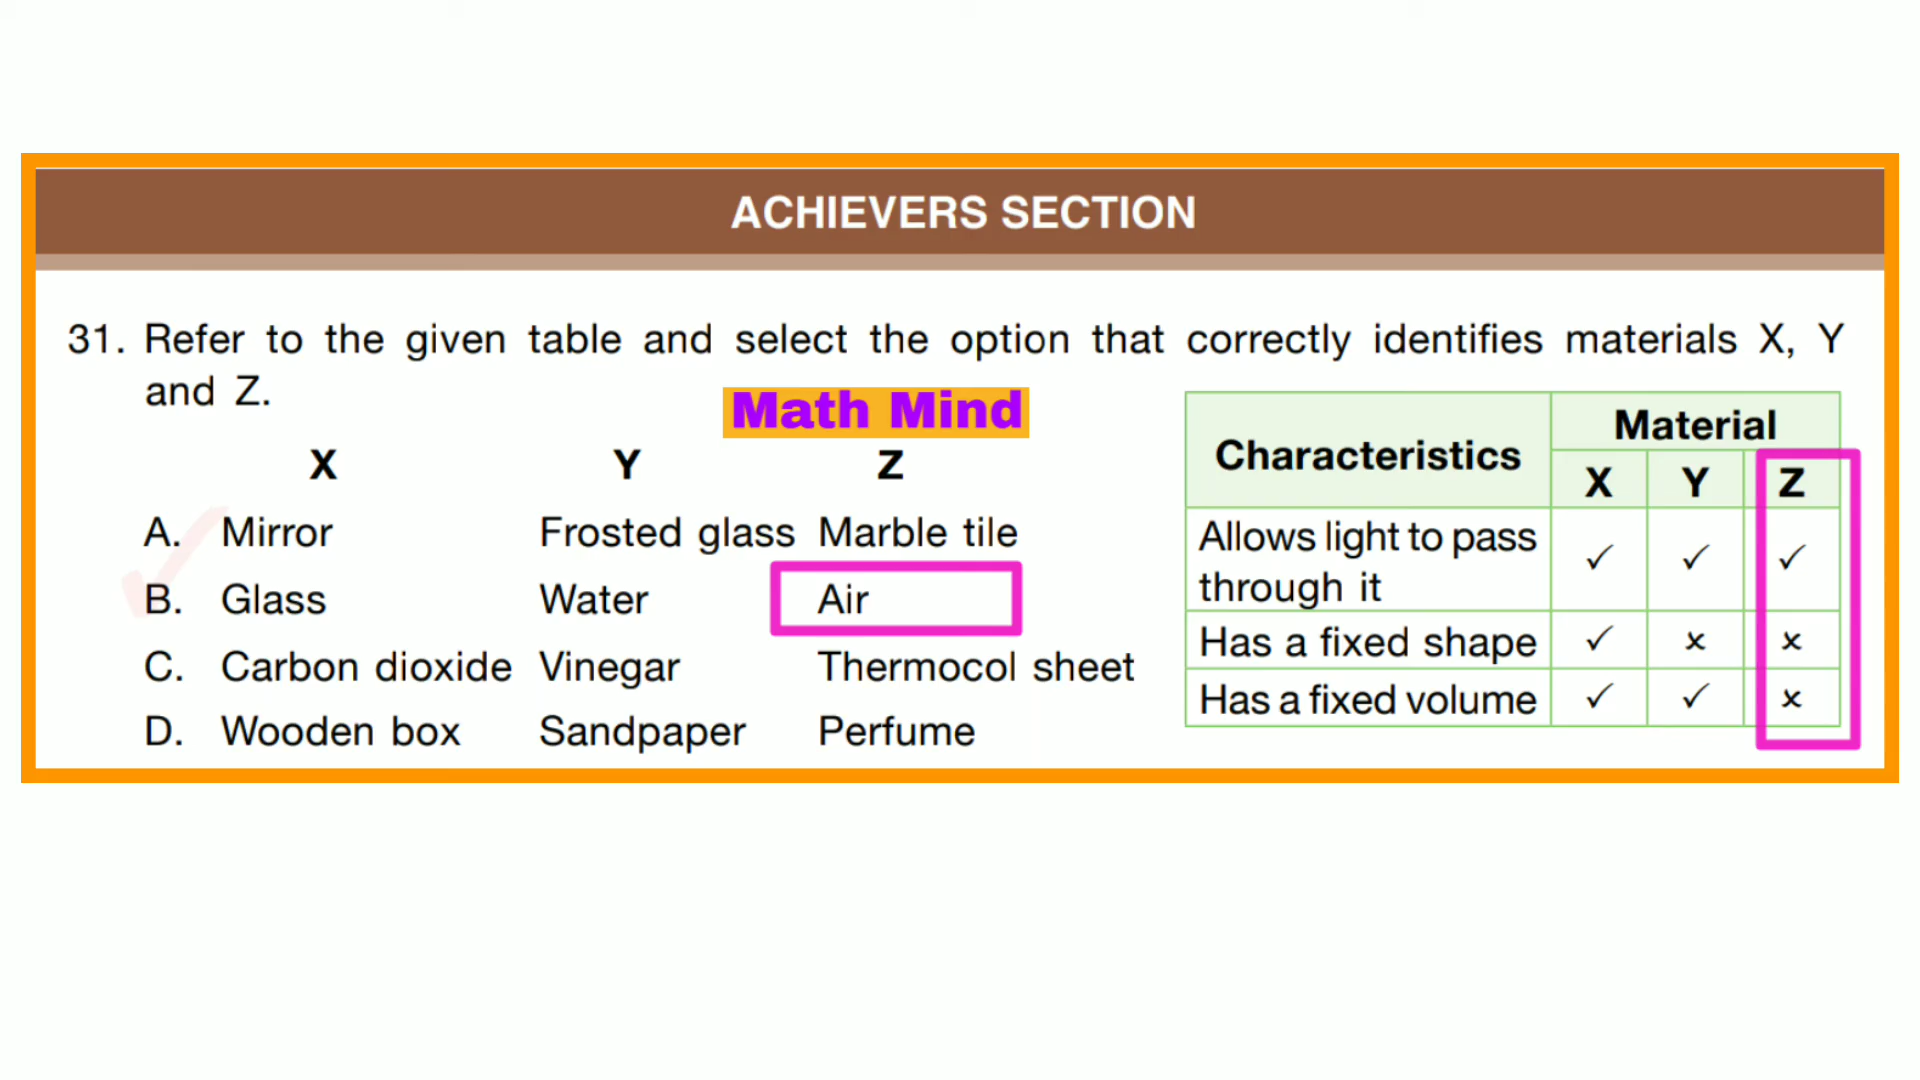 ACHIEVERS SECTION
31. Refer to the given table and select the option that correctly identifies materials X, Y
and Z.
Math Mind
X Y Z
A. Mirror Frosted glass Marble tile
B. Glass Water Air
C. Carbon dioxide Vinegar Thermocol sheet
D. Wooden box Sandpaper Perfume
Characteristics Material
X Y Z
Allows light to pass
through it ✓ ✓ ✓
Has a fixed shape ✓ × ×
Has a fixed volume ✓ ✓ ×